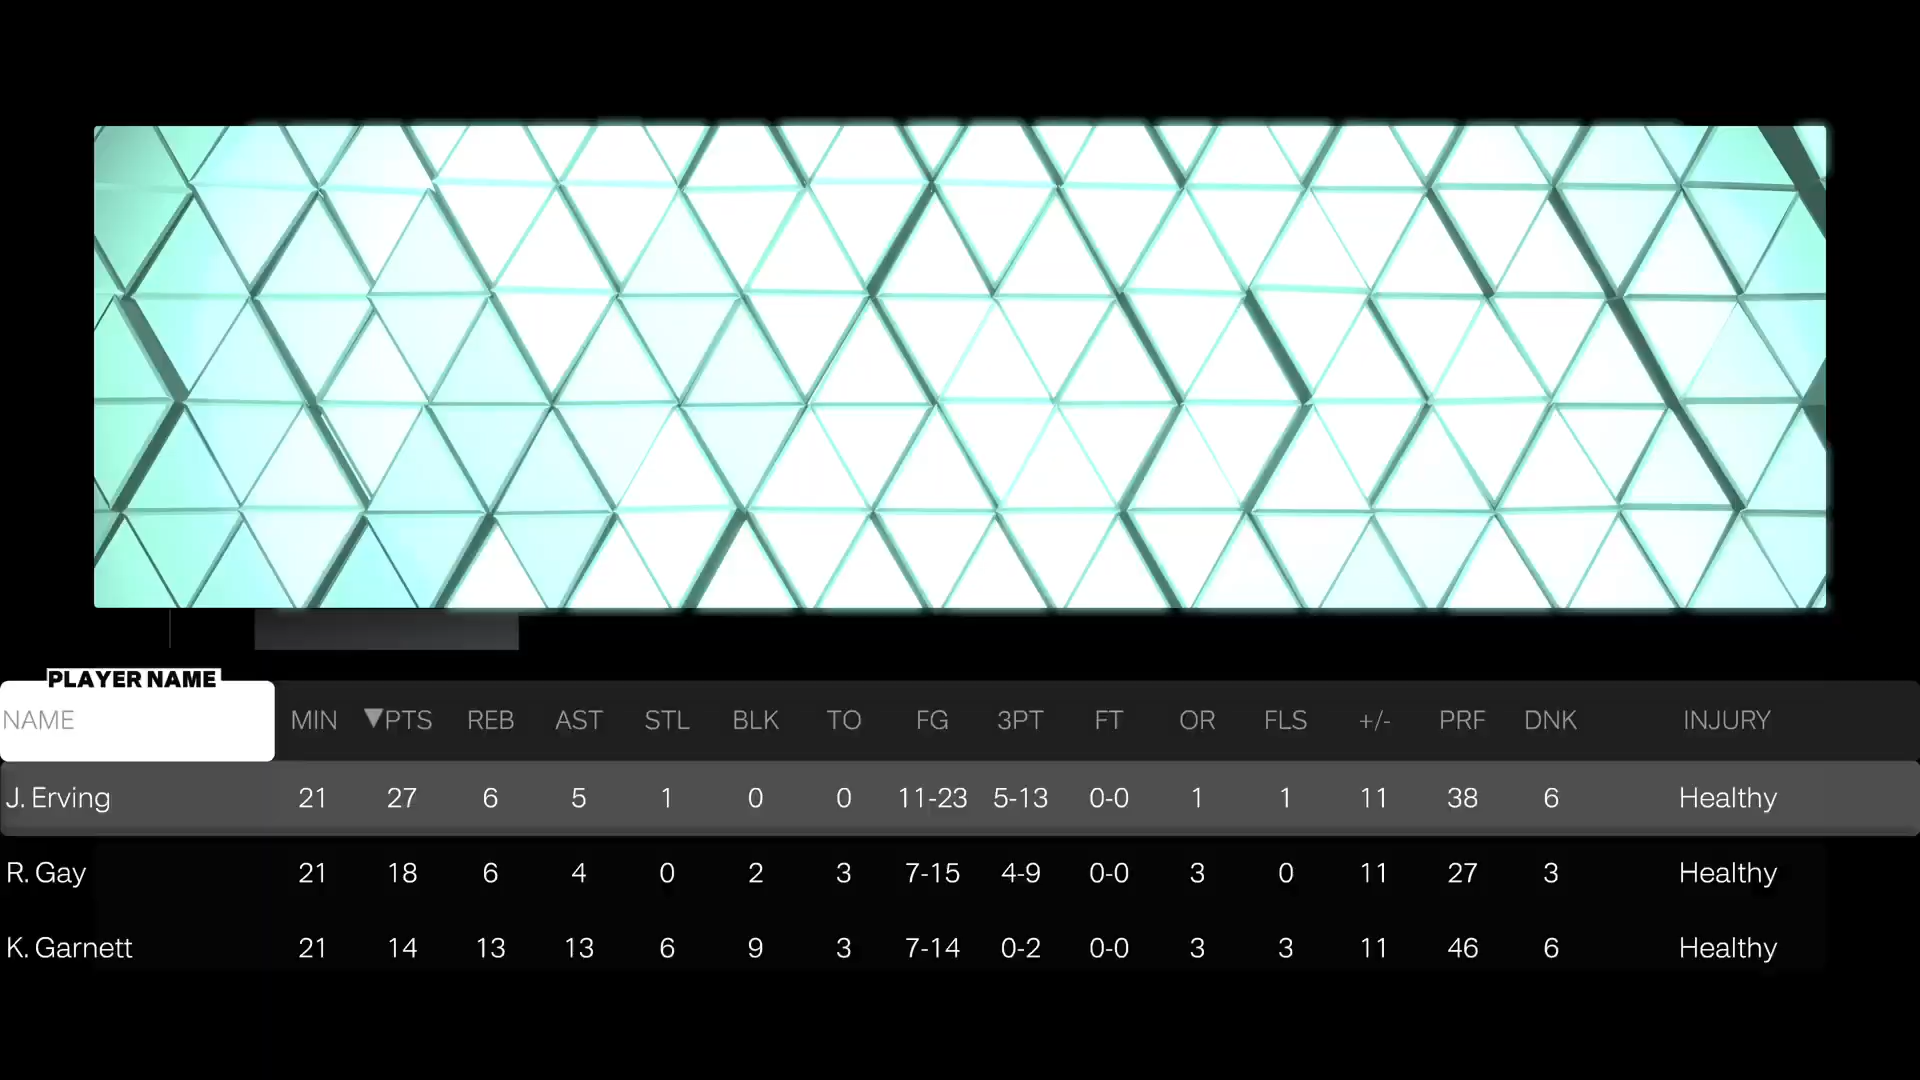 PLAYER NAME
NAME MIN ▼PTS REB AST STL BLK TO FG 3PT FT OR FLS +/- PRF DNK INJURY
J. Erving 21 27 6 5 1 0 0 11-23 5-13 0-0 1 1 11 38 6 Healthy
R. Gay 21 18 6 4 0 2 3 7-15 4-9 0-0 3 0 11 27 3 Healthy
K. Garnett 21 14 13 13 6 9 3 7-14 0-2 0-0 3 3 11 46 6 Healthy